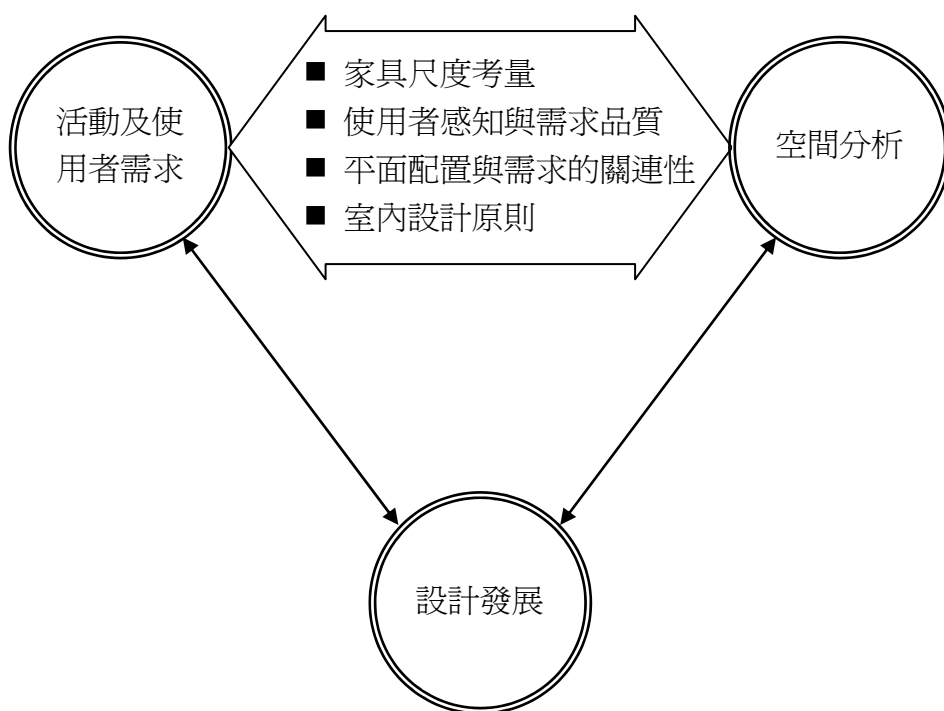 活動及使
用者需求
■ 家具尺度考量
■ 使用者感知與需求品質
■ 平面配置與需求的關連性
■ 室內設計原則
空間分析
設計發展